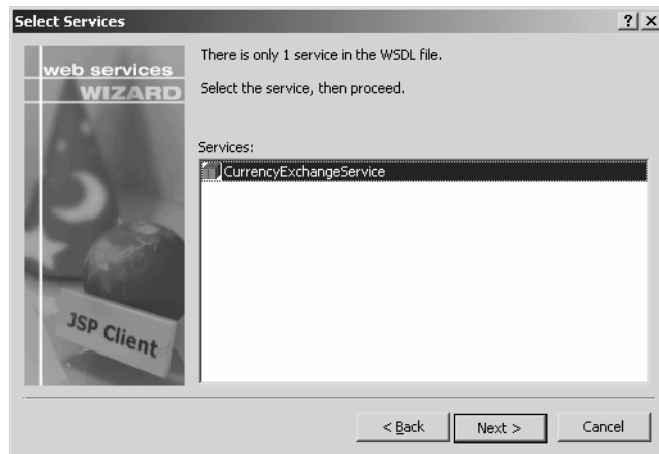 Select Services
? x
web services
WIZARD
There is only 1 service in the WSDL file.
Select the service, then proceed.
Services:
CurrencyExchangeService
JSP Client
< Back
Next >
Cancel